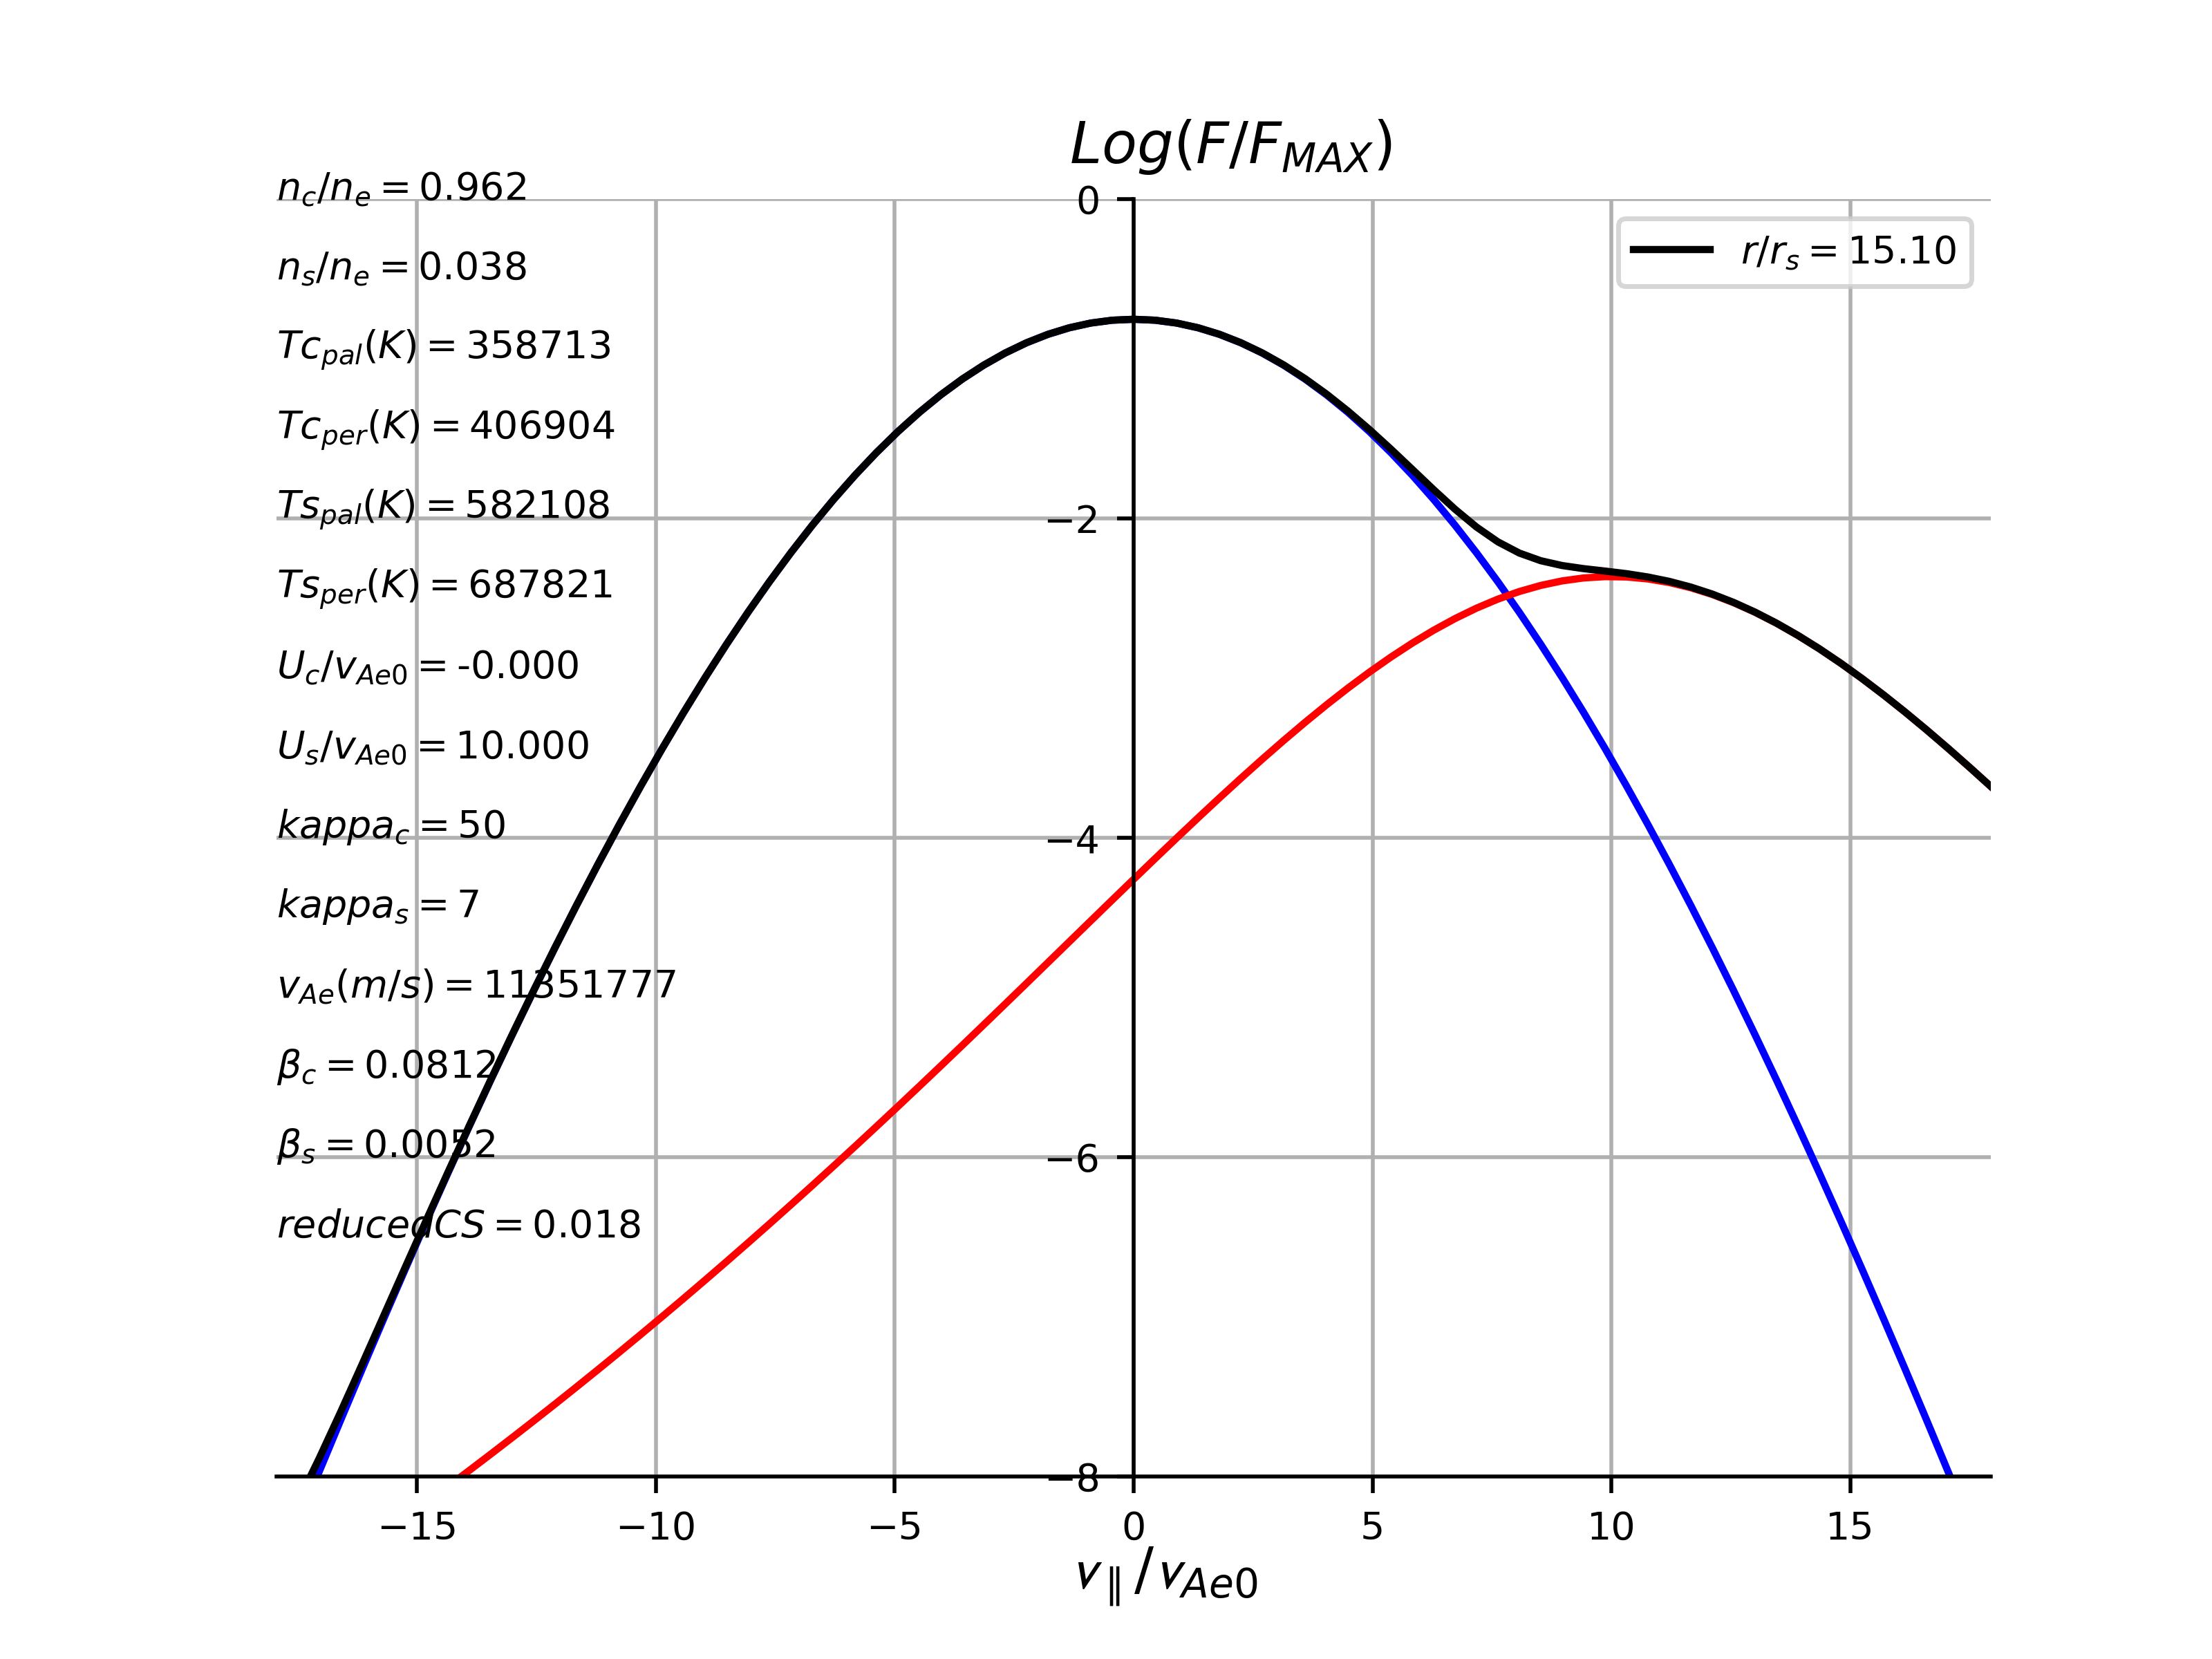 Log(F/F_MAX)
n_c/n_e = 0.962
n_s/n_e = 0.038
Tc_pal(K) = 358713
Tc_per(K) = 406904
Ts_pal(K) = 582108
Ts_per(K) = 687821
U_c/v_Ae0 = -0.000
U_s/v_Ae0 = 10.000
kappa_c = 50
kappa_s = 7
v_Ae(m/s) = 11351777
β_c = 0.0812
β_s = 0.0052
reducedCS = 0.018
r/r_s = 15.10
0
−2
−4
−6
−8
−15 −10 −5 0 5 10 15
v_∥/v_Ae0